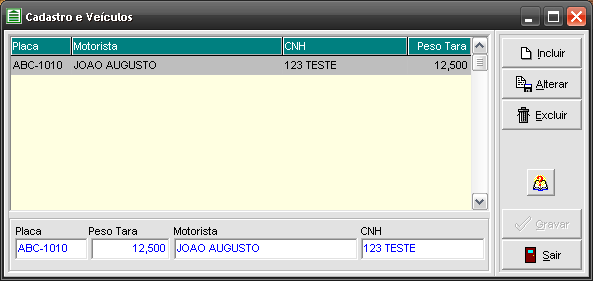 Cadastro e Veículos
Placa Motorista CNH Peso Tara
ABC-1010 JOAO AUGUSTO 123 TESTE 12,500
Incluir
Alterar
Excluir
Placa Peso Tara Motorista CNH
ABC-1010 12,500 JOAO AUGUSTO 123 TESTE
Gravar
Sair